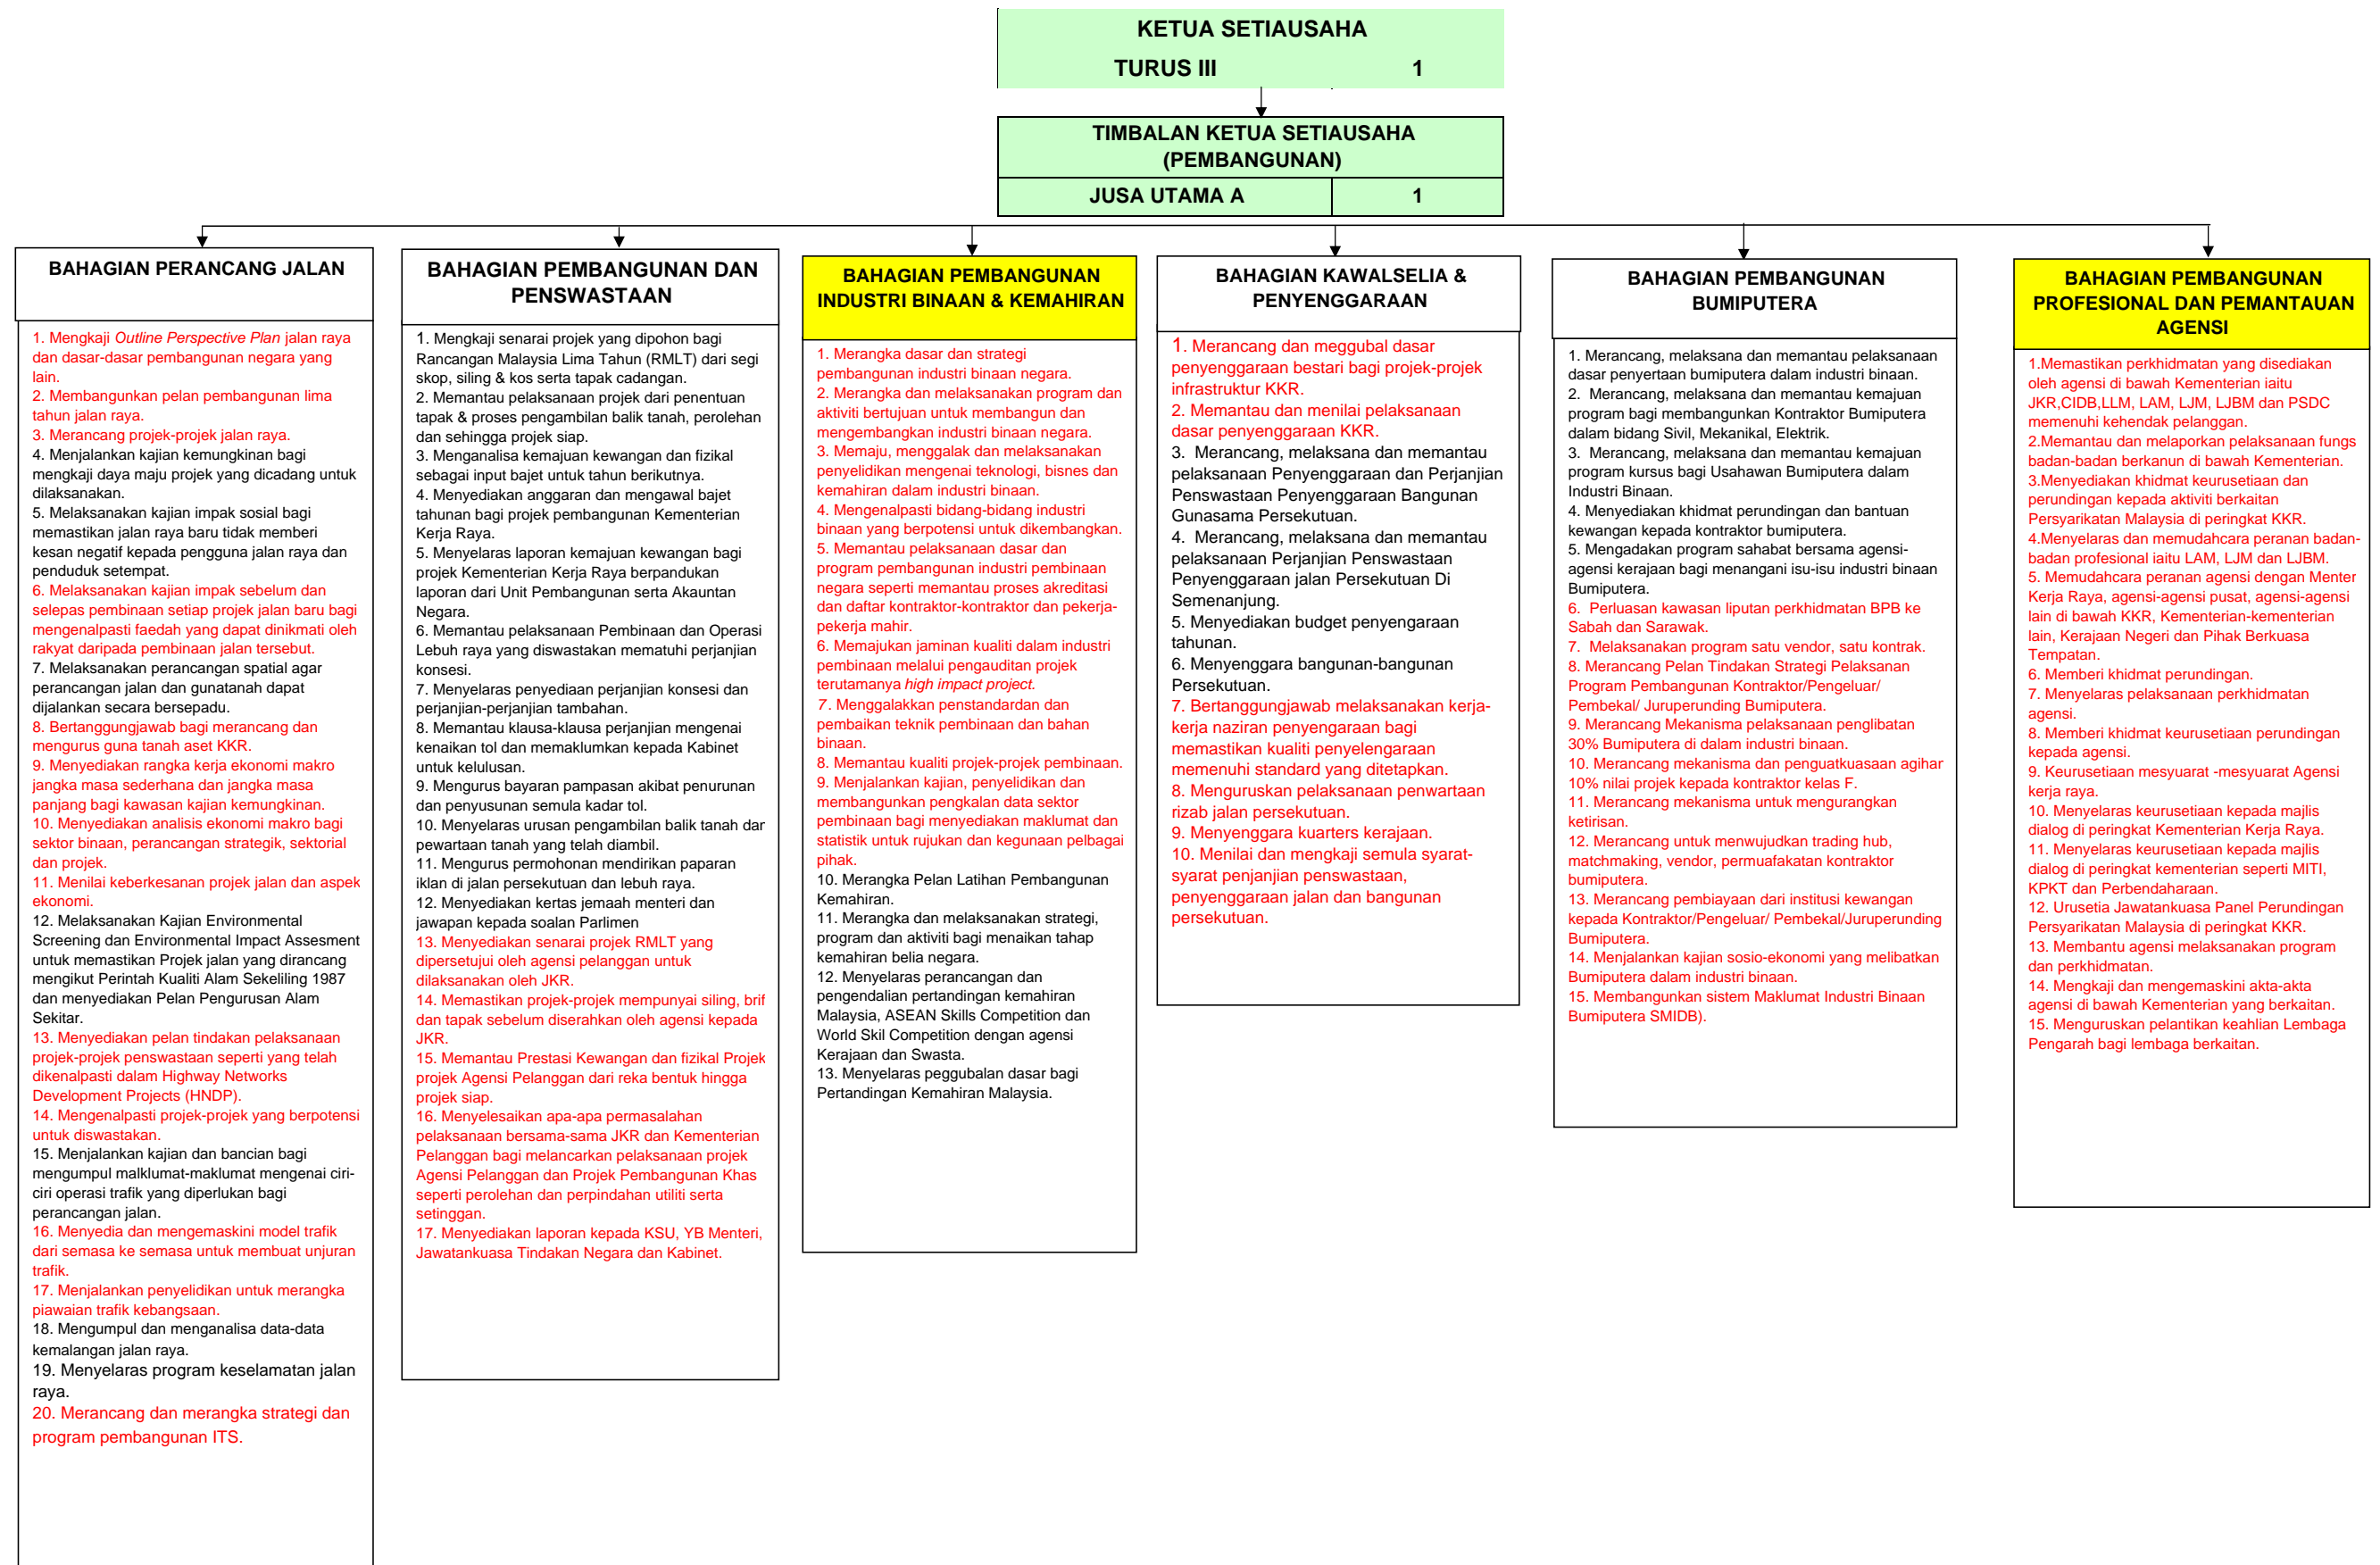 KETUA SETIAUSAHA
TURUS III 1
TIMBALAN KETUA SETIAUSAHA
(PEMBANGUNAN)
JUSA UTAMA A 1
BAHAGIAN PERANCANG JALAN
1. Mengkaji Outline Perspective Plan jalan raya
dan dasar-dasar pembangunan negara yang
lain.
2. Membangunkan pelan pembangunan lima
tahun jalan raya.
3. Merancang projek-projek jalan raya.
4. Menjalankan kajian kemungkinan bagi
mengkaji daya maju projek yang dicadang untuk
dilaksanakan.
5. Melaksanakan kajian impak sosial bagi
memastikan jalan raya baru tidak memberi
kesan negatif kepada pengguna jalan raya dan
penduduk setempat.
6. Melaksanakan kajian impak sebelum dan
selepas pembinaan setiap projek jalan baru bagi
mengenalpasti faedah yang dapat dinikmati oleh
rakyat daripada pembinaan jalan tersebut.
7. Melaksanakan perancangan spatial agar
perancangan jalan dan gunatanah dapat
dijalankan secara bersepadu.
8. Bertanggungjawab bagi merancang dan
mengurus guna tanah aset KKR.
9. Menyediakan rangka kerja ekonomi makro
jangka masa sederhana dan jangka masa
panjang bagi kawasan kajian kemungkinan.
10. Menyediakan analisis ekonomi makro bagi
sektor binaan, perancangan strategik, sektorial
dan projek.
11. Menilai keberkesanan projek jalan dan aspek
ekonomi.
12. Melaksanakan Kajian Environmental
Screening dan Environmental Impact Assesment
untuk memastikan Projek jalan yang dirancang
mengikut Perintah Kualiti Alam Sekeliling 1987
dan menyediakan Pelan Pengurusan Alam
Sekitar.
13. Menyediakan pelan tindakan pelaksanaan
projek-projek penswastaan seperti yang telah
dikenalpasti dalam Highway Networks
Development Projects (HNDP).
14. Mengenalpasti projek-projek yang berpotensi
untuk diswastakan.
15. Menjalankan kajian dan bancian bagi
mengumpul malklumat-maklumat mengenai ciri-
ciri operasi trafik yang diperlukan bagi
perancangan jalan.
16. Menyedia dan mengemaskini model trafik
dari semasa ke semasa untuk membuat unjuran
trafik.
17. Menjalankan penyelidikan untuk merangka
piawaian trafik kebangsaan.
18. Mengumpul dan menganalisa data-data
kemalangan jalan raya.
19. Menyelaras program keselamatan jalan
raya.
20. Merancang dan merangka strategi dan
program pembangunan ITS.
BAHAGIAN PEMBANGUNAN DAN
PENSWASTAAN
1. Mengkaji senarai projek yang dipohon bagi
Rancangan Malaysia Lima Tahun (RMLT) dari segi
skop, siling & kos serta tapak cadangan.
2. Memantau pelaksanaan projek dari penentuan
tapak & proses pengambilan balik tanah, perolehan
dan sehingga projek siap.
3. Menganalisa kemajuan kewangan dan fizikal
sebagai input bajet untuk tahun berikutnya.
4. Menyediakan anggaran dan mengawal bajet
tahunan bagi projek pembangunan Kementerian
Kerja Raya.
5. Menyelaras laporan kemajuan kewangan bagi
projek Kementerian Kerja Raya berpandukan
laporan dari Unit Pembangunan serta Akauntan
Negara.
6. Memantau pelaksanaan Pembinaan dan Operasi
Lebuh raya yang diswastakan mematuhi perjanjian
konsesi.
7. Menyelaras penyediaan perjanjian konsesi dan
perjanjian-perjanjian tambahan.
8. Memantau klausa-klausa perjanjian mengenai
kenaikan tol dan memaklumkan kepada Kabinet
untuk kelulusan.
9. Mengurus bayaran pampasan akibat penurunan
dan penyusunan semula kadar tol.
10. Menyelaras urusan pengambilan balik tanah dan
pewartaan tanah yang telah diambil.
11. Mengurus permohonan mendirikan paparan
iklan di jalan persekutuan dan lebuh raya.
12. Menyediakan kertas jemaah menteri dan
jawapan kepada soalan Parlimen
13. Menyediakan senarai projek RMLT yang
dipersetujui oleh agensi pelanggan untuk
dilaksanakan oleh JKR.
14. Memastikan projek-projek mempunyai siling, brif
dan tapak sebelum diserahkan oleh agensi kepada
JKR.
15. Memantau Prestasi Kewangan dan fizikal Projek
projek Agensi Pelanggan dari reka bentuk hingga
projek siap.
16. Menyelesaikan apa-apa permasalahan
pelaksanaan bersama-sama JKR dan Kementerian
Pelanggan bagi melancarkan pelaksanaan projek
Agensi Pelanggan dan Projek Pembangunan Khas
seperti perolehan dan perpindahan utiliti serta
setinggan.
17. Menyediakan laporan kepada KSU, YB Menteri,
Jawatankuasa Tindakan Negara dan Kabinet.
BAHAGIAN PEMBANGUNAN
INDUSTRI BINAAN & KEMAHIRAN
1. Merangka dasar dan strategi
pembangunan industri binaan negara.
2. Merangka dan melaksanakan program dan
aktiviti bertujuan untuk membangun dan
mengembangkan industri binaan negara.
3. Memaju, menggalak dan melaksanakan
penyelidikan mengenai teknologi, bisnes dan
kemahiran dalam industri binaan.
4. Mengenalpasti bidang-bidang industri
binaan yang berpotensi untuk dikembangkan.
5. Memantau pelaksanaan dasar dan
program pembangunan industri pembinaan
negara seperti memantau proses akreditasi
dan daftar kontraktor-kontraktor dan pekerja-
pekerja mahir.
6. Memajukan jaminan kualiti dalam industri
pembinaan melalui pengauditan projek
terutamanya high impact project.
7. Menggalakkan penstandardan dan
pembaikan teknik pembinaan dan bahan
binaan.
8. Memantau kualiti projek-projek pembinaan.
9. Menjalankan kajian, penyelidikan dan
membangunkan pengkalan data sektor
pembinaan bagi menyediakan maklumat dan
statistik untuk rujukan dan kegunaan pelbagai
pihak.
10. Merangka Pelan Latihan Pembangunan
Kemahiran.
11. Merangka dan melaksanakan strategi,
program dan aktiviti bagi menaikan tahap
kemahiran belia negara.
12. Menyelaras perancangan dan
pengendalian pertandingan kemahiran
Malaysia, ASEAN Skills Competition dan
World Skil Competition dengan agensi
Kerajaan dan Swasta.
13. Menyelaras peggubalan dasar bagi
Pertandingan Kemahiran Malaysia.
BAHAGIAN KAWALSELIA &
PENYENGGARAAN
1. Merancang dan meggubal dasar
penyenggaraan bestari bagi projek-projek
infrastruktur KKR.
2. Memantau dan menilai pelaksanaan
dasar penyenggaraan KKR.
3. Merancang, melaksana dan memantau
pelaksanaan Penyenggaraan dan Perjanjian
Penswastaan Penyenggaraan Bangunan
Gunasama Persekutuan.
4. Merancang, melaksana dan memantau
pelaksanaan Perjanjian Penswastaan
Penyenggaraan jalan Persekutuan Di
Semenanjung.
5. Menyediakan budget penyengaraan
tahunan.
6. Menyenggara bangunan-bangunan
Persekutuan.
7. Bertanggungjawab melaksanakan kerja-
kerja naziran penyengaraan bagi
memastikan kualiti penyelengaraan
memenuhi standard yang ditetapkan.
8. Menguruskan pelaksanaan penwartaan
rizab jalan persekutuan.
9. Menyenggara kuarters kerajaan.
10. Menilai dan mengkaji semula syarat-
syarat penjanjian penswastaan,
penyenggaraan jalan dan bangunan
persekutuan.
BAHAGIAN PEMBANGUNAN
BUMIPUTERA
1. Merancang, melaksana dan memantau pelaksanaan
dasar penyertaan bumiputera dalam industri binaan.
2. Merancang, melaksana dan memantau kemajuan
program bagi membangunkan Kontraktor Bumiputera
dalam bidang Sivil, Mekanikal, Elektrik.
3. Merancang, melaksana dan memantau kemajuan
program kursus bagi Usahawan Bumiputera dalam
Industri Binaan.
4. Menyediakan khidmat perundingan dan bantuan
kewangan kepada kontraktor bumiputera.
5. Mengadakan program sahabat bersama agensi-
agensi kerajaan bagi menangani isu-isu industri binaan
Bumiputera.
6. Perluasan kawasan liputan perkhidmatan BPB ke
Sabah dan Sarawak.
7. Melaksanakan program satu vendor, satu kontrak.
8. Merancang Pelan Tindakan Strategi Pelaksanan
Program Pembangunan Kontraktor/Pengeluar/
Pembekal/ Juruperunding Bumiputera.
9. Merancang Mekanisma pelaksanaan penglibatan
30% Bumiputera di dalam industri binaan.
10. Merancang mekanisma dan penguatkuasaan agihan
10% nilai projek kepada kontraktor kelas F.
11. Merancang mekanisma untuk mengurangkan
ketirisan.
12. Merancang untuk menwujudkan trading hub,
matchmaking, vendor, permuafakatan kontraktor
bumiputera.
13. Merancang pembiayaan dari institusi kewangan
kepada Kontraktor/Pengeluar/ Pembekal/Juruperunding
Bumiputera.
14. Menjalankan kajian sosio-ekonomi yang melibatkan
Bumiputera dalam industri binaan.
15. Membangunkan sistem Maklumat Industri Binaan
Bumiputera SMIDB).
BAHAGIAN PEMBANGUNAN
PROFESIONAL DAN PEMANTAUAN
AGENSI
1.Memastikan perkhidmatan yang disediakan
oleh agensi di bawah Kementerian iaitu
JKR,CIDB,LLM, LAM, LJM, LJBM dan PSDC
memenuhi kehendak pelanggan.
2.Memantau dan melaporkan pelaksanaan fungs
badan-badan berkanun di bawah Kementerian.
3.Menyediakan khidmat keurusetiaan dan
perundingan kepada aktiviti berkaitan
Persyarikatan Malaysia di peringkat KKR.
4.Menyelaras dan memudahcara peranan badan-
badan profesional iaitu LAM, LJM dan LJBM.
5. Memudahcara peranan agensi dengan Menter
Kerja Raya, agensi-agensi pusat, agensi-agensi
lain di bawah KKR, Kementerian-kementerian
lain, Kerajaan Negeri dan Pihak Berkuasa
Tempatan.
6. Memberi khidmat perundingan.
7. Menyelaras pelaksanaan perkhidmatan
agensi.
8. Memberi khidmat keurusetiaan perundingan
kepada agensi.
9. Keurusetiaan mesyuarat -mesyuarat Agensi
kerja raya.
10. Menyelaras keurusetiaan kepada majlis
dialog di peringkat Kementerian Kerja Raya.
11. Menyelaras keurusetiaan kepada majlis
dialog di peringkat kementerian seperti MITI,
KPKT dan Perbendaharaan.
12. Urusetia Jawatankuasa Panel Perundingan
Persyarikatan Malaysia di peringkat KKR.
13. Membantu agensi melaksanakan program
dan perkhidmatan.
14. Mengkaji dan mengemaskini akta-akta
agensi di bawah Kementerian yang berkaitan.
15. Menguruskan pelantikan keahlian Lembaga
Pengarah bagi lembaga berkaitan.